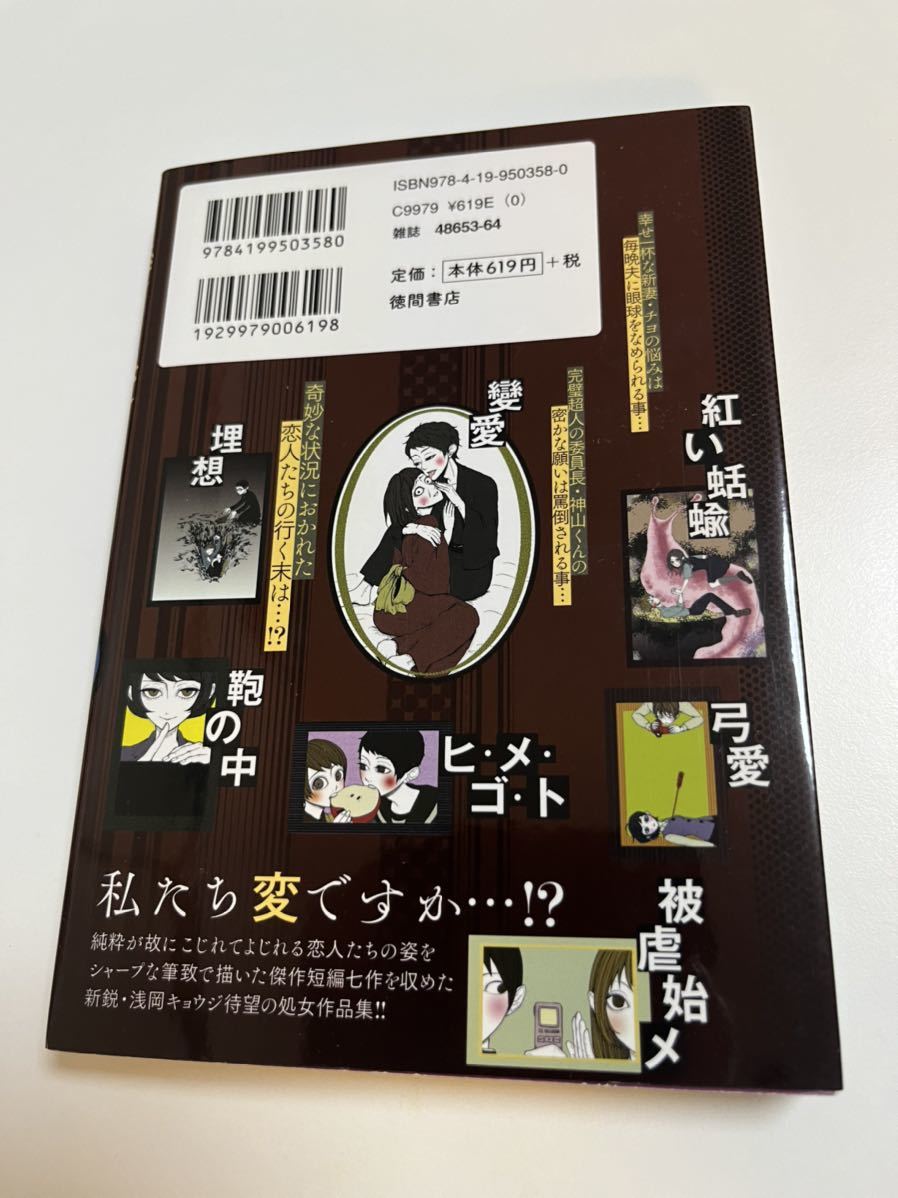 9784199503580
1929979006198
ISBN978-4-19-950358-0
C9979 ¥619E (0)
雑誌 48653-64
定価：本体619円＋税
徳間書店
幸せ一杯な新妻・チヨの悩みは
毎晩夫に眼球をなめられる事…
紅い蛞蝓
完璧超人の委員長・神山くんの
密かな願いは罵倒される事…
變愛
奇妙な状況におかれた
恋人たちの行く末は…!?
埋想
弓愛
ヒ・メ・
ゴ・ト
鞄の中
被虐始メ
私たち変ですか…!?
純粋が故にこじれてよじれる恋人たちの姿を
シャープな筆致で描いた傑作短編七作を収めた
新鋭・浅岡キョウジ待望の処女作品集!!